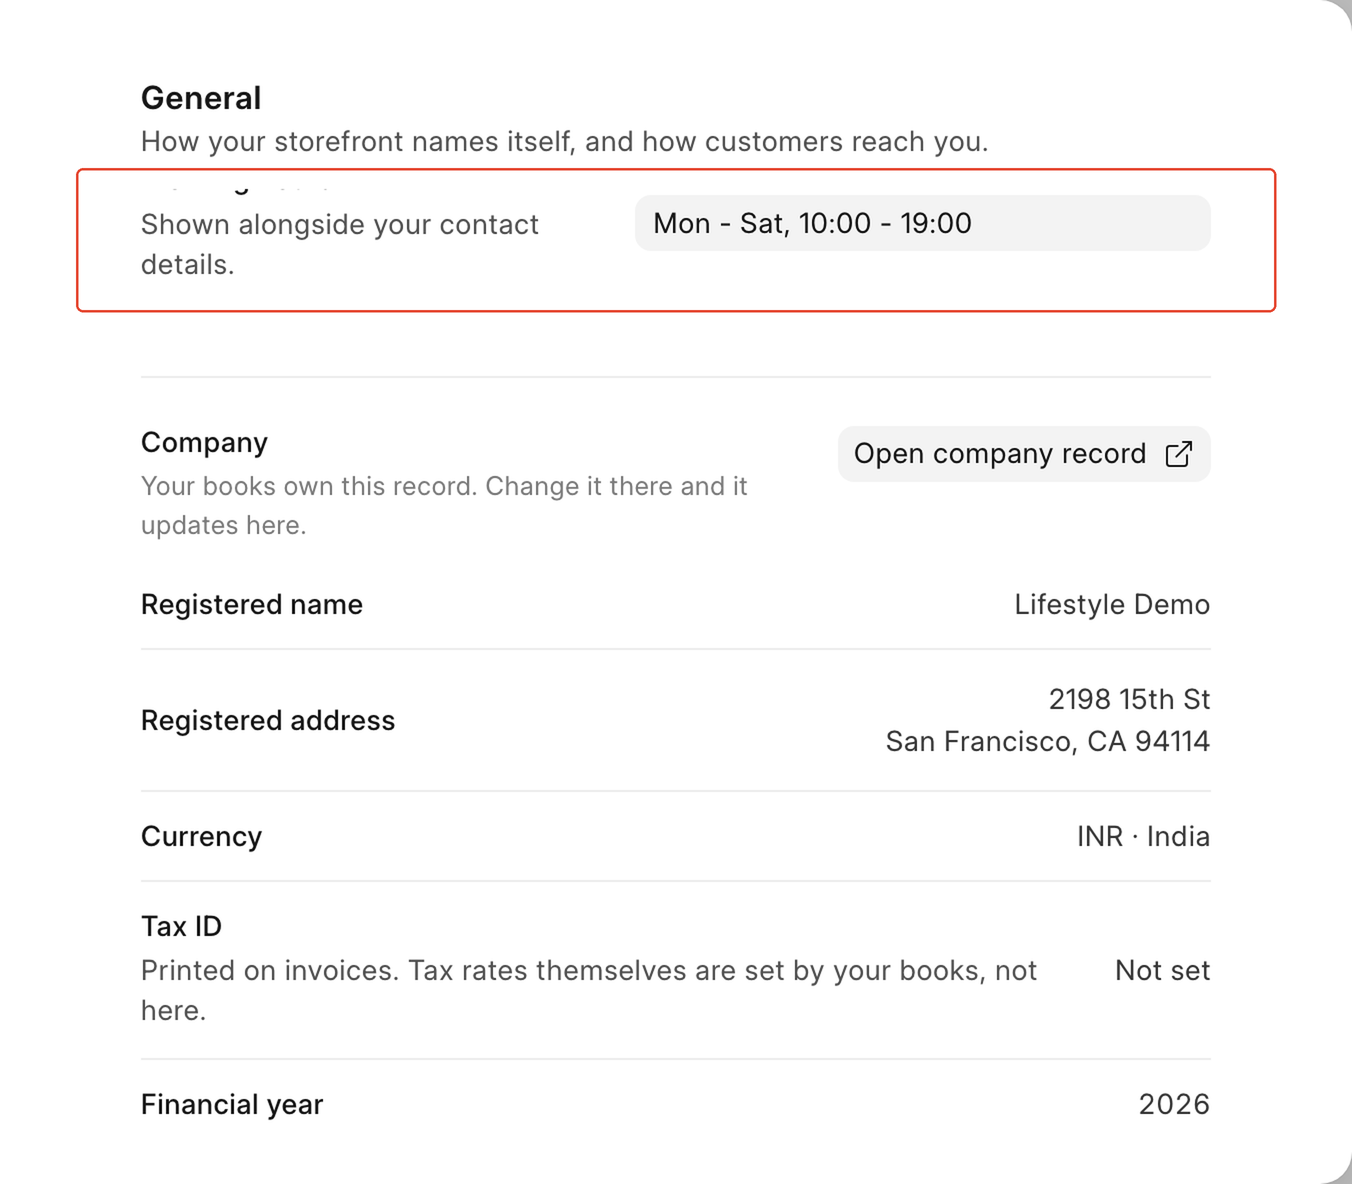 General
How your storefront names itself, and how customers reach you.
Shown alongside your contact
details.
Mon - Sat, 10:00 - 19:00
Company
Your books own this record. Change it there and it
updates here.
Open company record
Registered name
Lifestyle Demo
Registered address
2198 15th St
San Francisco, CA 94114
Currency
INR · India
Tax ID
Printed on invoices. Tax rates themselves are set by your books, not
here.
Not set
Financial year
2026